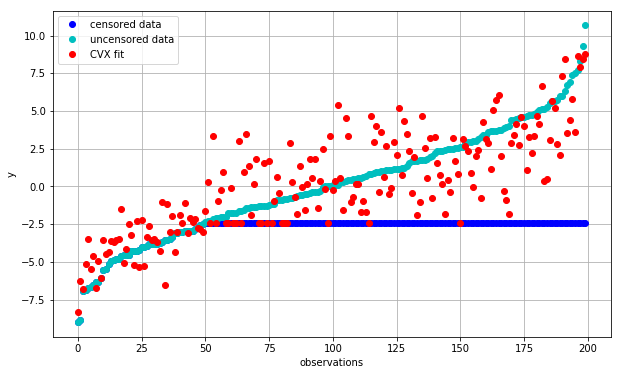 censored data
uncensored data
CVX fit
10.0
7.5
5.0
2.5
0.0
−2.5
−5.0
−7.5
y
0 25 50 75 100 125 150 175 200
observations